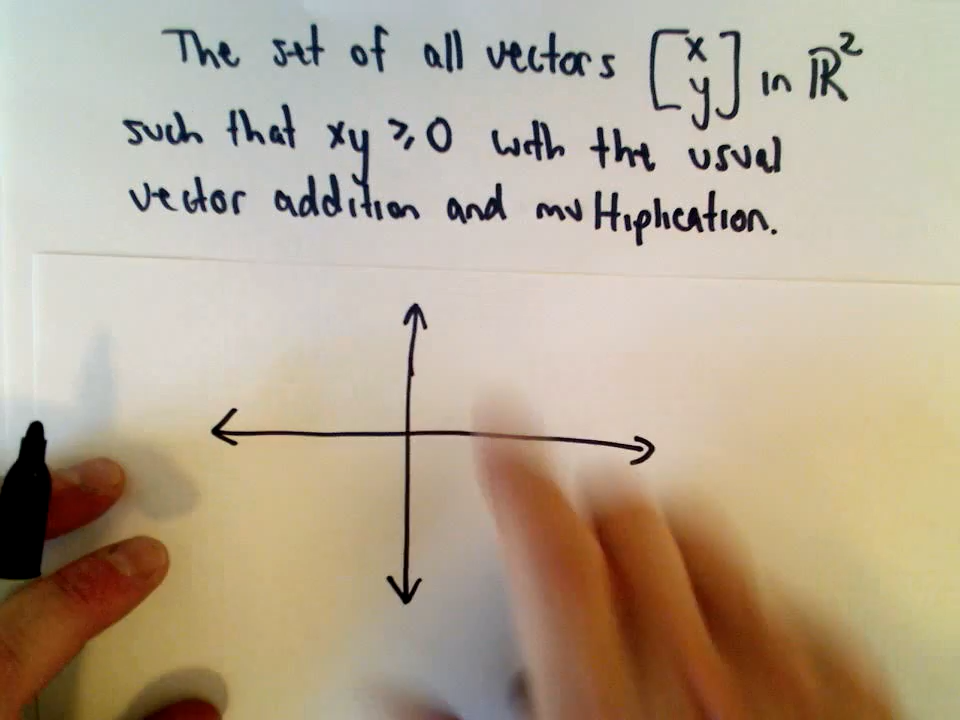 The set of all vectors [x y] in ℝ²
such that xy ≥ 0 with the usual
vector addition and multiplication.